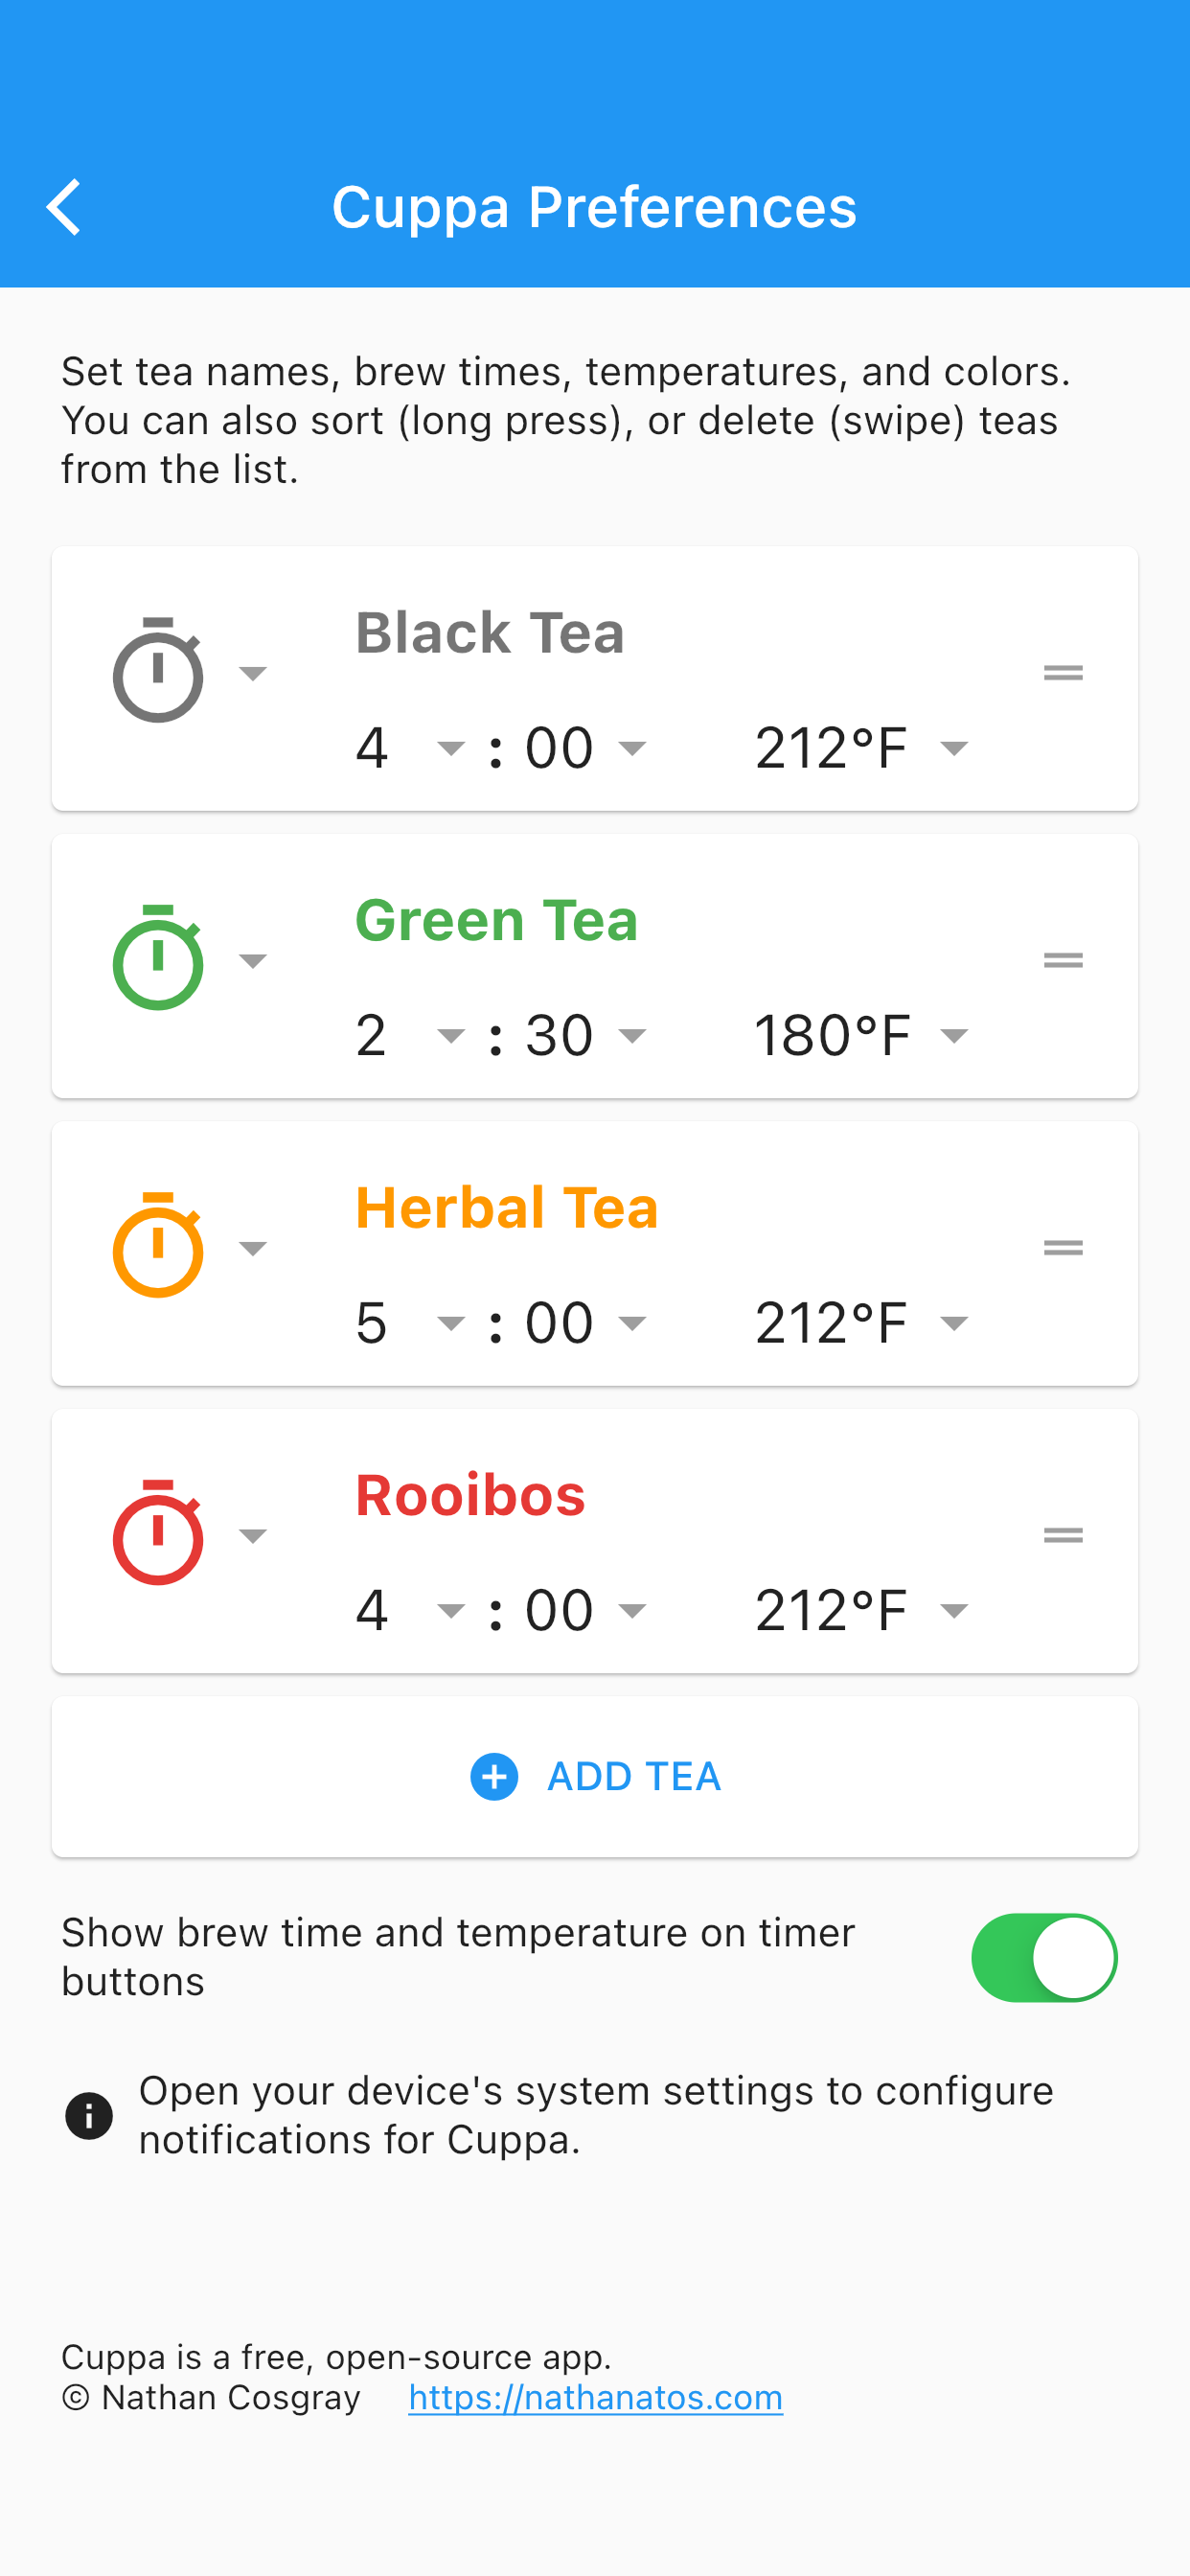 Cuppa Preferences
Set tea names, brew times, temperatures, and colors.
You can also sort (long press), or delete (swipe) teas
from the list.
Black Tea
4 : 00 212°F
Green Tea
2 : 30 180°F
Herbal Tea
5 : 00 212°F
Rooibos
4 : 00 212°F
ADD TEA
Show brew time and temperature on timer
buttons
Open your device's system settings to configure
notifications for Cuppa.
Cuppa is a free, open-source app.
© Nathan Cosgray https://nathanatos.com